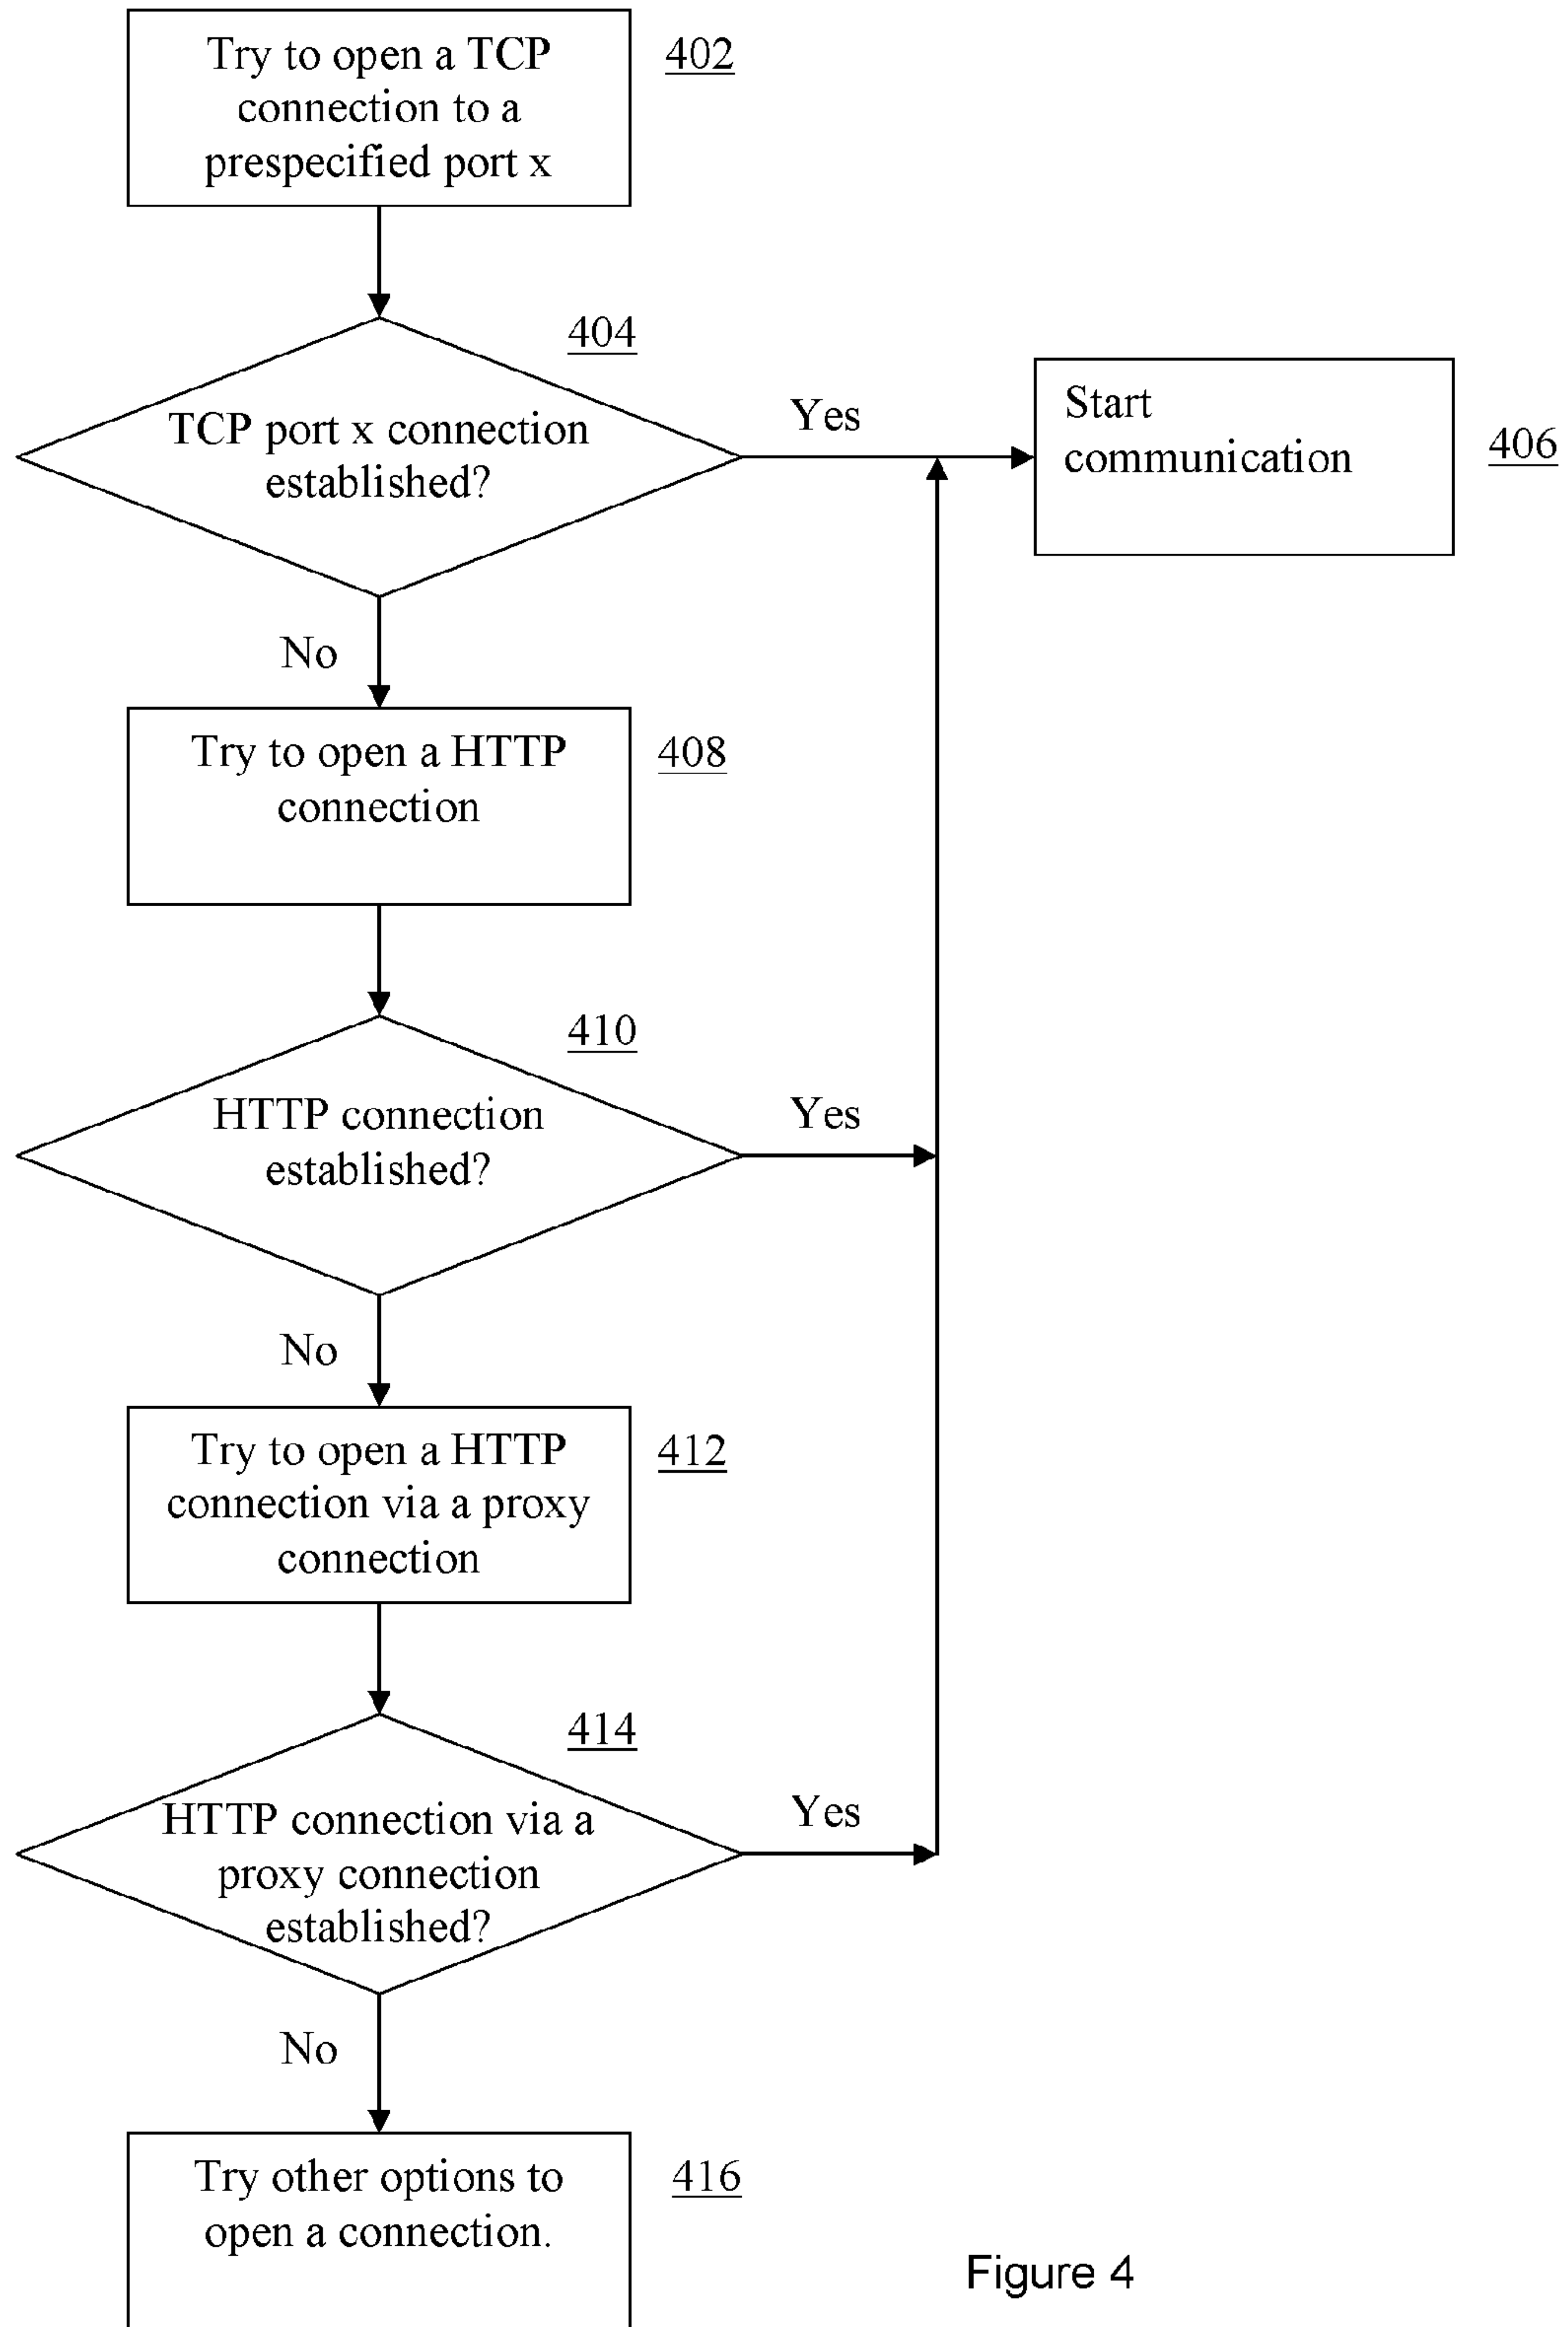 Try to open a TCP
connection to a
prespecified port x
402
404
TCP port x connection
established?
Yes
Start
communication
406
No
Try to open a HTTP
connection
408
410
HTTP connection
established?
Yes
No
Try to open a HTTP
connection via a proxy
connection
412
414
HTTP connection via a
proxy connection
established?
Yes
No
Try other options to
open a connection.
416
Figure 4